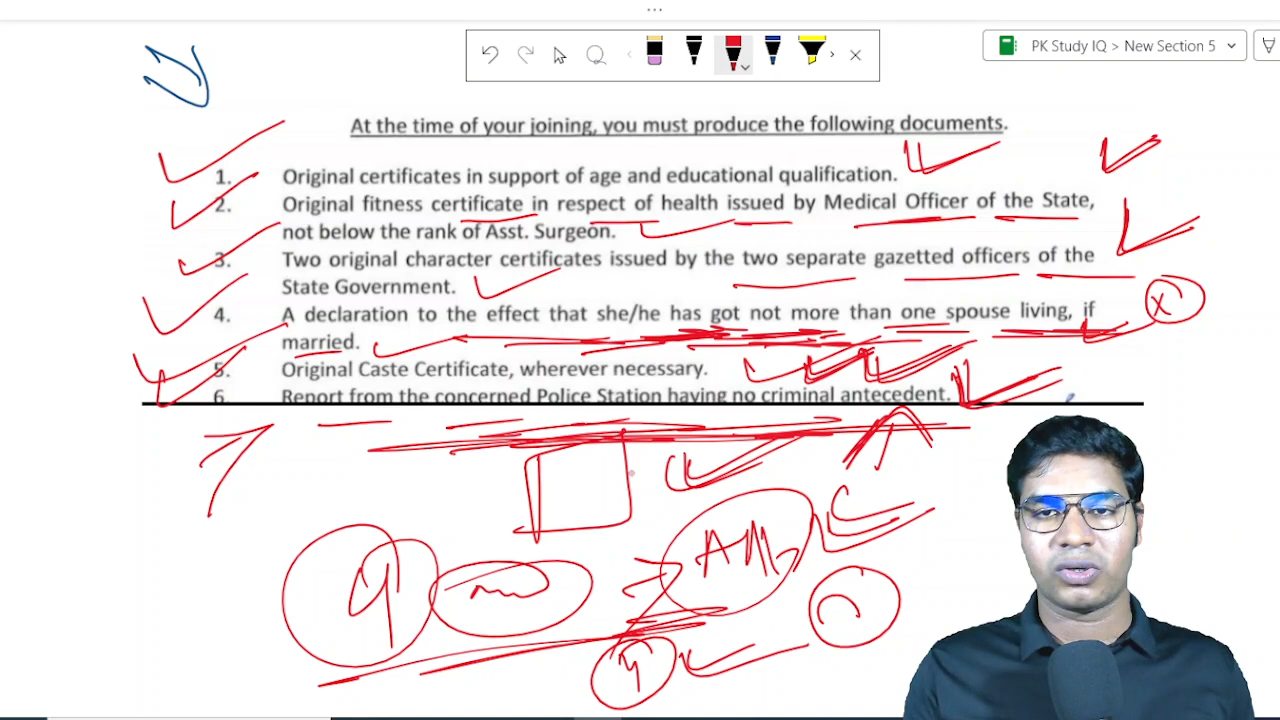 PK Study IQ > New Section 5
At the time of your joining, you must produce the following documents.
1. Original certificates in support of age and educational qualification.
2. Original fitness certificate in respect of health issued by Medical Officer of the State,
not below the rank of Asst. Surgeon.
3. Two original character certificates issued by the two separate gazetted officers of the
State Government.
4. A declaration to the effect that she/he has got not more than one spouse living, if
married.
5. Original Caste Certificate, wherever necessary.
6. Report from the concerned Police Station having no criminal antecedent.